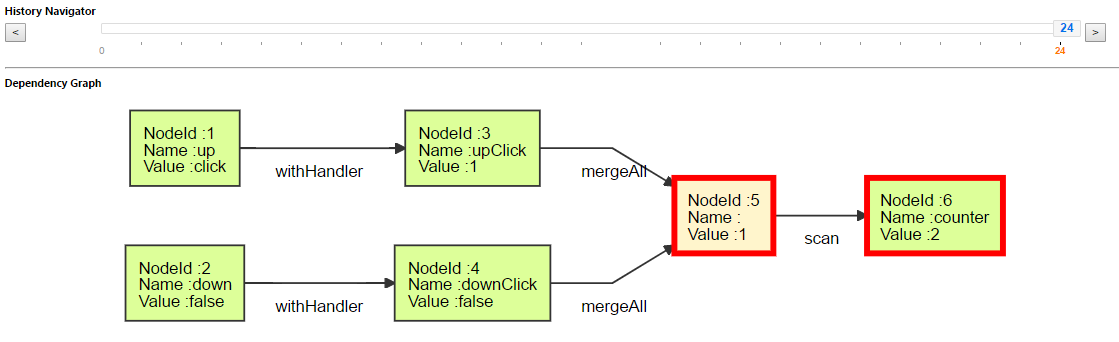 History Navigator
<
24
>
0
24
Dependency Graph
NodeId :1
Name :up
Value :click
withHandler
NodeId :3
Name :upClick
Value :1
mergeAll
NodeId :5
Name :
Value :1
scan
NodeId :6
Name :counter
Value :2
NodeId :2
Name :down
Value :false
withHandler
NodeId :4
Name :downClick
Value :false
mergeAll